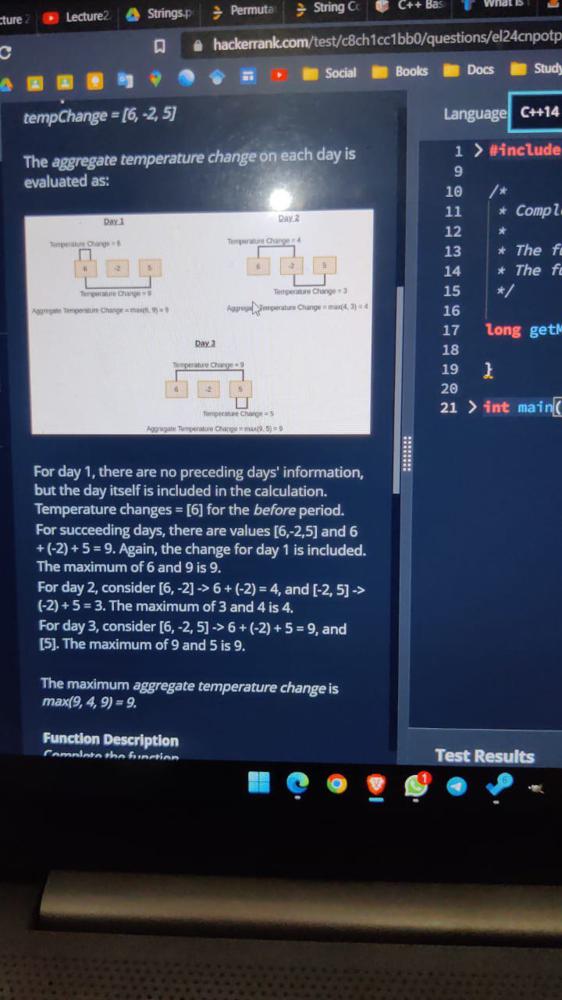 cture 2
Lecture2.
Strings.p
Permuta
String Co
C++ Bas
What is
hackerrank.com/test/c8ch1cc1bb0/questions/el24cnpotp
Social
Books
Docs
Study
tempChange = [6, -2, 5]
The aggregate temperature change on each day is
evaluated as:
Day 1
Temperature Change = 6
6
-2
5
Temperature Change = 9
Aggregate Temperature Change = max(6, 9) = 9
Day 2
Temperature Change = 4
6
-2
5
Temperature Change = 3
Aggrega Temperature Change = max(4, 3) = 4
Day 3
Temperature Change = 9
6
-2
5
Temperature Change = 5
Aggregate Temperature Change = max(9, 5) = 9
For day 1, there are no preceding days' information,
but the day itself is included in the calculation.
Temperature changes = [6] for the before period.
For succeeding days, there are values [6,-2,5] and 6
+ (-2) + 5 = 9. Again, the change for day 1 is included.
The maximum of 6 and 9 is 9.
For day 2, consider [6, -2] -> 6 + (-2) = 4, and [-2, 5] ->
(-2) + 5 = 3. The maximum of 3 and 4 is 4.
For day 3, consider [6, -2, 5] -> 6 + (-2) + 5 = 9, and
[5]. The maximum of 9 and 5 is 9.
The maximum aggregate temperature change is
max(9, 4, 9) = 9.
Function Description
Complete the function
Language
C++14
1 > #include
9
10 /*
11 * Compl
12 *
13 * The fu
14 * The fu
15 */
16
17 long getM
18
19 }
20
21 > int main(
Test Results
1